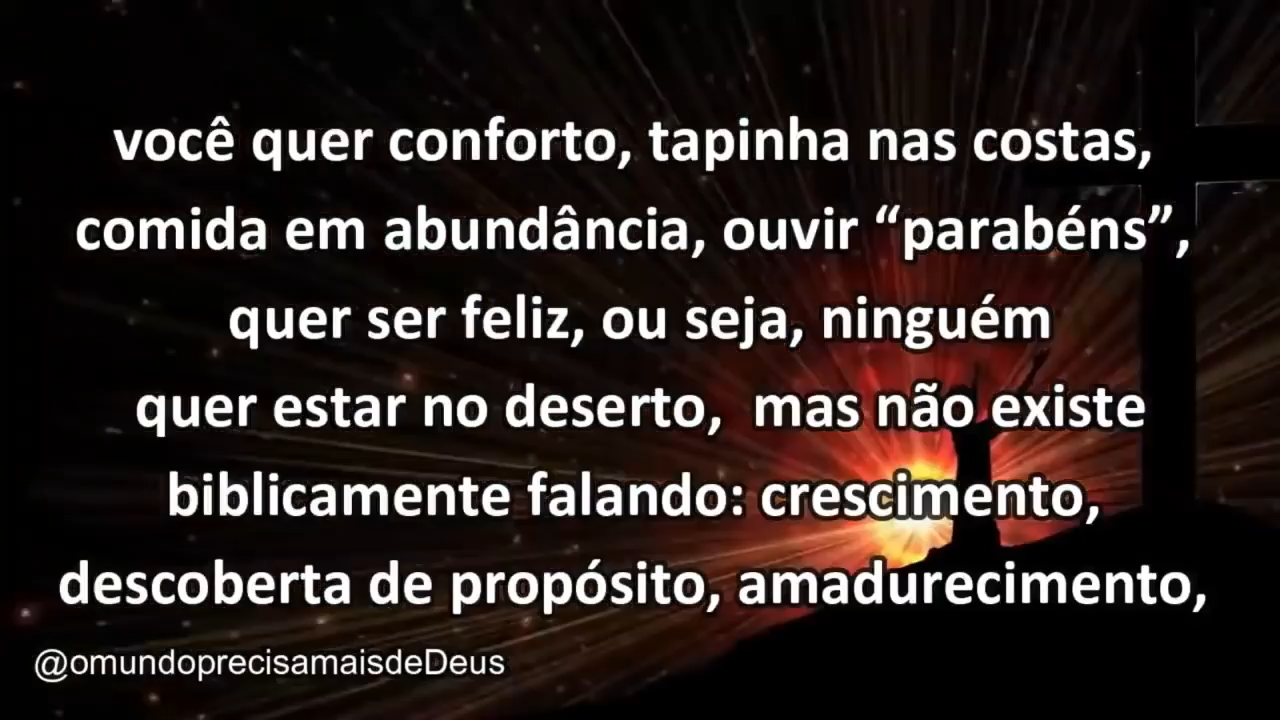 você quer conforto, tapinha nas costas,
comida em abundância, ouvir “parabéns”,
quer ser feliz, ou seja, ninguém
quer estar no deserto,  mas não existe
biblicamente falando: crescimento,
descoberta de propósito, amadurecimento,
@omundoprecisamaisdeDeus